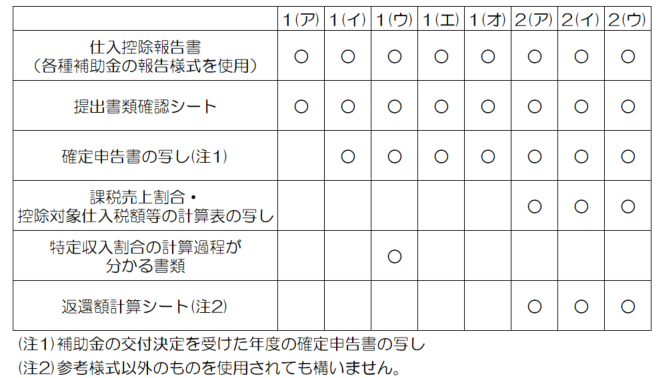 1(ア) 1(イ) 1(ウ) 1(エ) 1(オ) 2(ア) 2(イ) 2(ウ)
仕入控除報告書
（各種補助金の報告様式を使用） ○ ○ ○ ○ ○ ○ ○ ○
提出書類確認シート ○ ○ ○ ○ ○ ○ ○ ○
確定申告書の写し(注1) ○ ○ ○ ○ ○ ○ ○
課税売上割合・
控除対象仕入税額等の計算表の写し ○ ○ ○
特定収入割合の計算過程が
分かる書類 ○
返還額計算シート(注2) ○ ○ ○
(注1)補助金の交付決定を受けた年度の確定申告書の写し
(注2)参考様式以外のものを使用されても構いません。